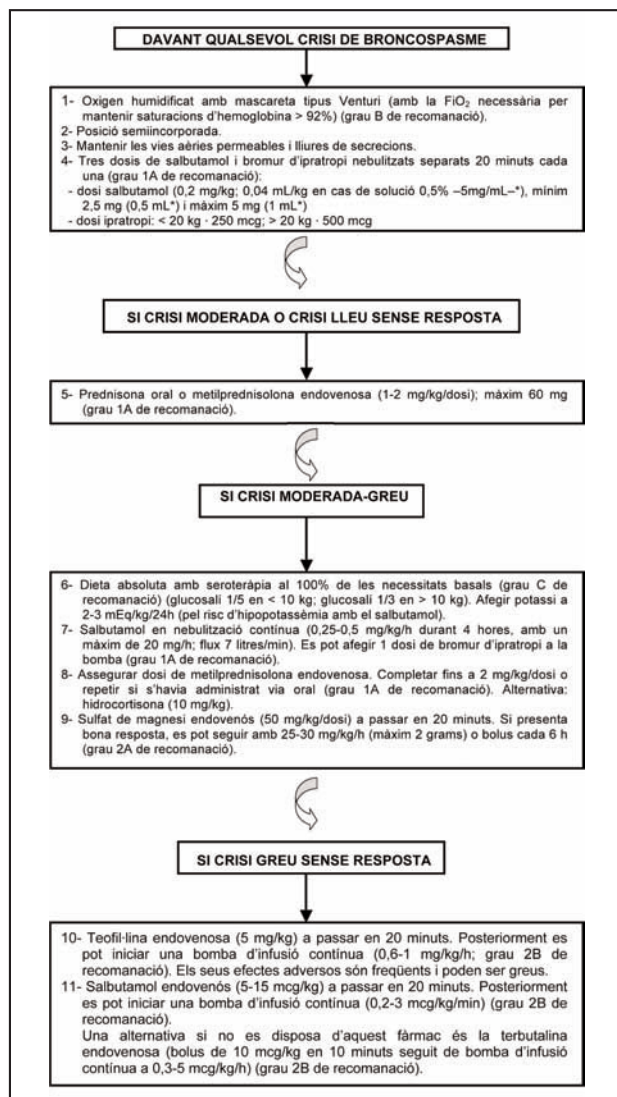 DAVANT QUALSEVOL CRISI DE BRONCOSPASME
1- Oxigen humidificat amb mascareta tipus Venturi (amb la FiO₂ necessària per
mantenir saturacions d'hemoglobina > 92%) (grau B de recomanació).
2- Posició semiincorporada.
3- Mantenir les vies aèries permeables i lliures de secrecions.
4- Tres dosis de salbutamol i bromur d'ipratropi nebulitzats separats 20 minuts cada
una (grau 1A de recomanació):
- dosi salbutamol (0,2 mg/kg; 0,04 mL/kg en cas de solució 0,5% –5mg/mL–*), mínim
2,5 mg (0,5 mL*) i màxim 5 mg (1 mL*)
- dosi ipratropi: < 20 kg · 250 mcg; > 20 kg · 500 mcg
SI CRISI MODERADA O CRISI LLEU SENSE RESPOSTA
5- Prednisona oral o metilprednisolona endovenosa (1-2 mg/kg/dosi); màxim 60 mg
(grau 1A de recomanació).
SI CRISI MODERADA-GREU
6- Dieta absoluta amb seroteràpia al 100% de les necessitats basals (grau C de
recomanació) (glucosalí 1/5 en < 10 kg; glucosalí 1/3 en > 10 kg). Afegir potassi a
2-3 mEq/kg/24h (pel risc d'hipopotassèmia amb el salbutamol).
7- Salbutamol en nebulització contínua (0,25-0,5 mg/kg/h durant 4 hores, amb un
màxim de 20 mg/h; flux 7 litres/min). Es pot afegir 1 dosi de bromur d'ipratropi a la
bomba (grau 1A de recomanació).
8- Assegurar dosi de metilprednisolona endovenosa. Completar fins a 2 mg/kg/dosi o
repetir si s'havia administrat via oral (grau 1A de recomanació). Alternativa:
hidrocortisona (10 mg/kg).
9- Sulfat de magnesi endovenós (50 mg/kg/dosi) a passar en 20 minuts. Si presenta
bona resposta, es pot seguir amb 25-30 mg/kg/h (màxim 2 grams) o bolus cada 6 h
(grau 2A de recomanació).
SI CRISI GREU SENSE RESPOSTA
10- Teofil·lina endovenosa (5 mg/kg) a passar en 20 minuts. Posteriorment es
pot iniciar una bomba d'infusió contínua (0,6-1 mg/kg/h; grau 2B de
recomanació). Els seus efectes adversos són freqüents i poden ser greus.
11- Salbutamol endovenós (5-15 mcg/kg) a passar en 20 minuts. Posteriorment
es pot iniciar una bomba d'infusió contínua (0,2-3 mcg/kg/min) (grau 2B de
recomanació).
Una alternativa si no es disposa d'aquest fàrmac és la terbutalina
endovenosa (bolus de 10 mcg/kg en 10 minuts seguit de bomba d'infusió
contínua a 0,3-5 mcg/kg/h) (grau 2B de recomanació).